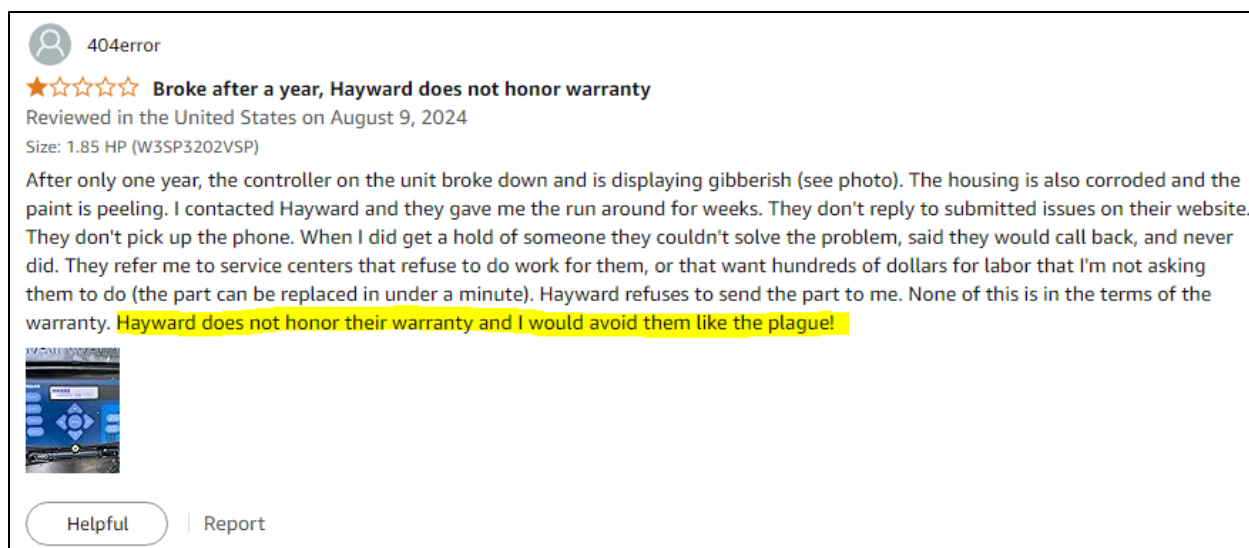 404error
Broke after a year, Hayward does not honor warranty
Reviewed in the United States on August 9, 2024
Size: 1.85 HP (W3SP3202VSP)
After only one year, the controller on the unit broke down and is displaying gibberish (see photo). The housing is also corroded and the
paint is peeling. I contacted Hayward and they gave me the run around for weeks. They don't reply to submitted issues on their website.
They don't pick up the phone. When I did get a hold of someone they couldn't solve the problem, said they would call back, and never
did. They refer me to service centers that refuse to do work for them, or that want hundreds of dollars for labor that I'm not asking
them to do (the part can be replaced in under a minute). Hayward refuses to send the part to me. None of this is in the terms of the
warranty. Hayward does not honor their warranty and I would avoid them like the plague!
Helpful
Report